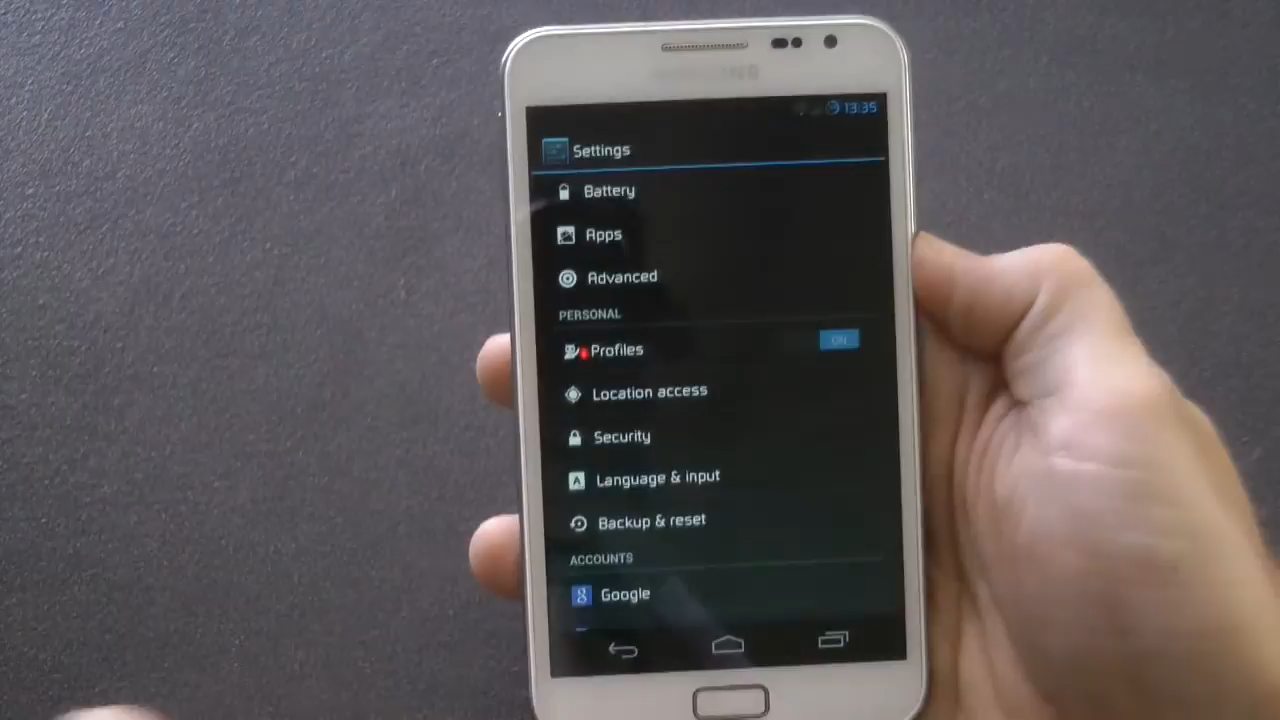 13:35
Settings
Battery
Apps
Advanced
PERSONAL
Profiles
ON
Location access
Security
Language & input
Backup & reset
ACCOUNTS
Google